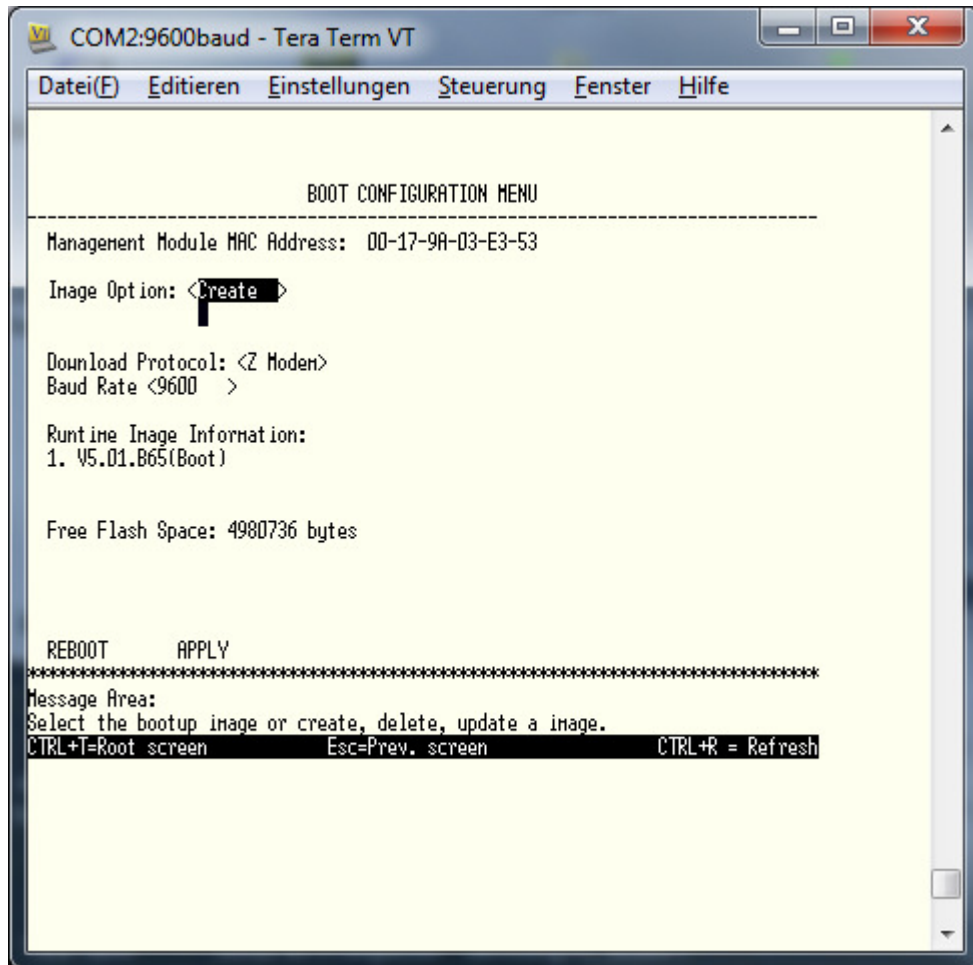 COM2:9600baud - Tera Term VT
Datei(F) Editieren Einstellungen Steuerung Fenster Hilfe
BOOT CONFIGURATION MENU
--------------------------------------------------------------------------------
Management Module MAC Address: 00-17-9A-03-E3-53
Image Option: <Create >
Download Protocol: <Z Modem>
Baud Rate <9600 >
Runtime Image Information:
1. V5.01.B65(Boot)
Free Flash Space: 4980736 bytes
REBOOT APPLY
********************************************************************************
Message Area:
Select the bootup image or create, delete, update a image.
CTRL+T=Root screen Esc=Prev. screen CTRL+R = Refresh